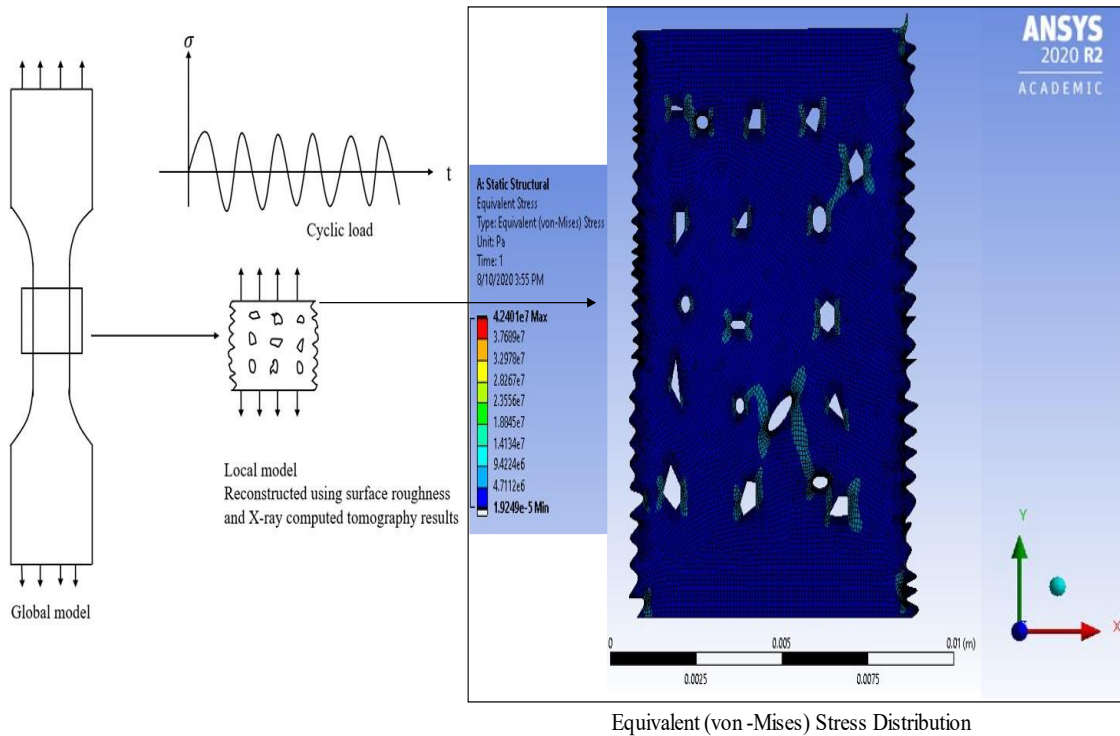 σ
t
Cyclic load
Local model
Reconstructed using surface roughness
and X-ray computed tomography results
Global model
A: Static Structural
Equivalent Stress
Type: Equivalent (von-Mises) Stress
Unit: Pa
Time: 1
8/10/2020 3:55 PM
4.2401e7 Max
3.7689e7
3.2978e7
2.8267e7
2.3556e7
1.8845e7
1.4134e7
9.4224e6
4.7112e6
1.9249e-5 Min
ANSYS
2020 R2
ACADEMIC
Y
X
0 0.005 0.01 (m)
0.0025 0.0075
Equivalent (von -Mises) Stress Distribution